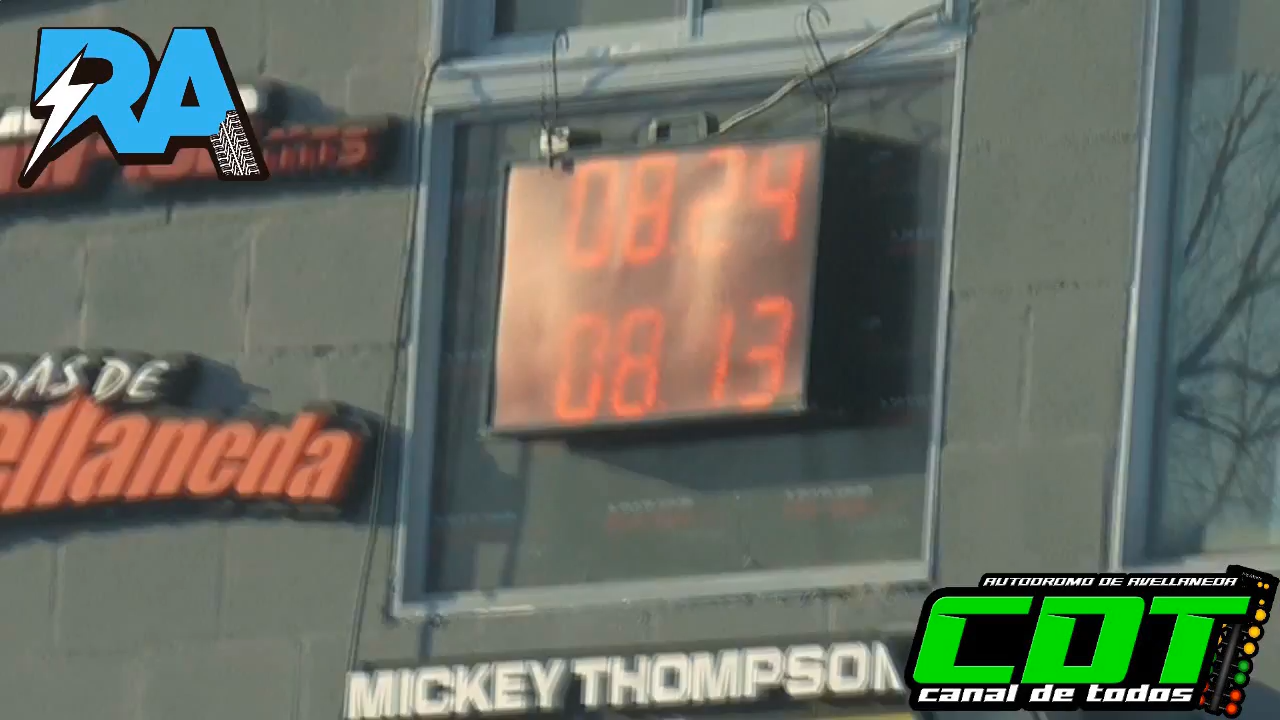 RA
08.24
08.13
DAS DE
ellaneda
MICKEY THOMPSON
AUTODROMO DE AVELLANEDA
CDT
canal de todos